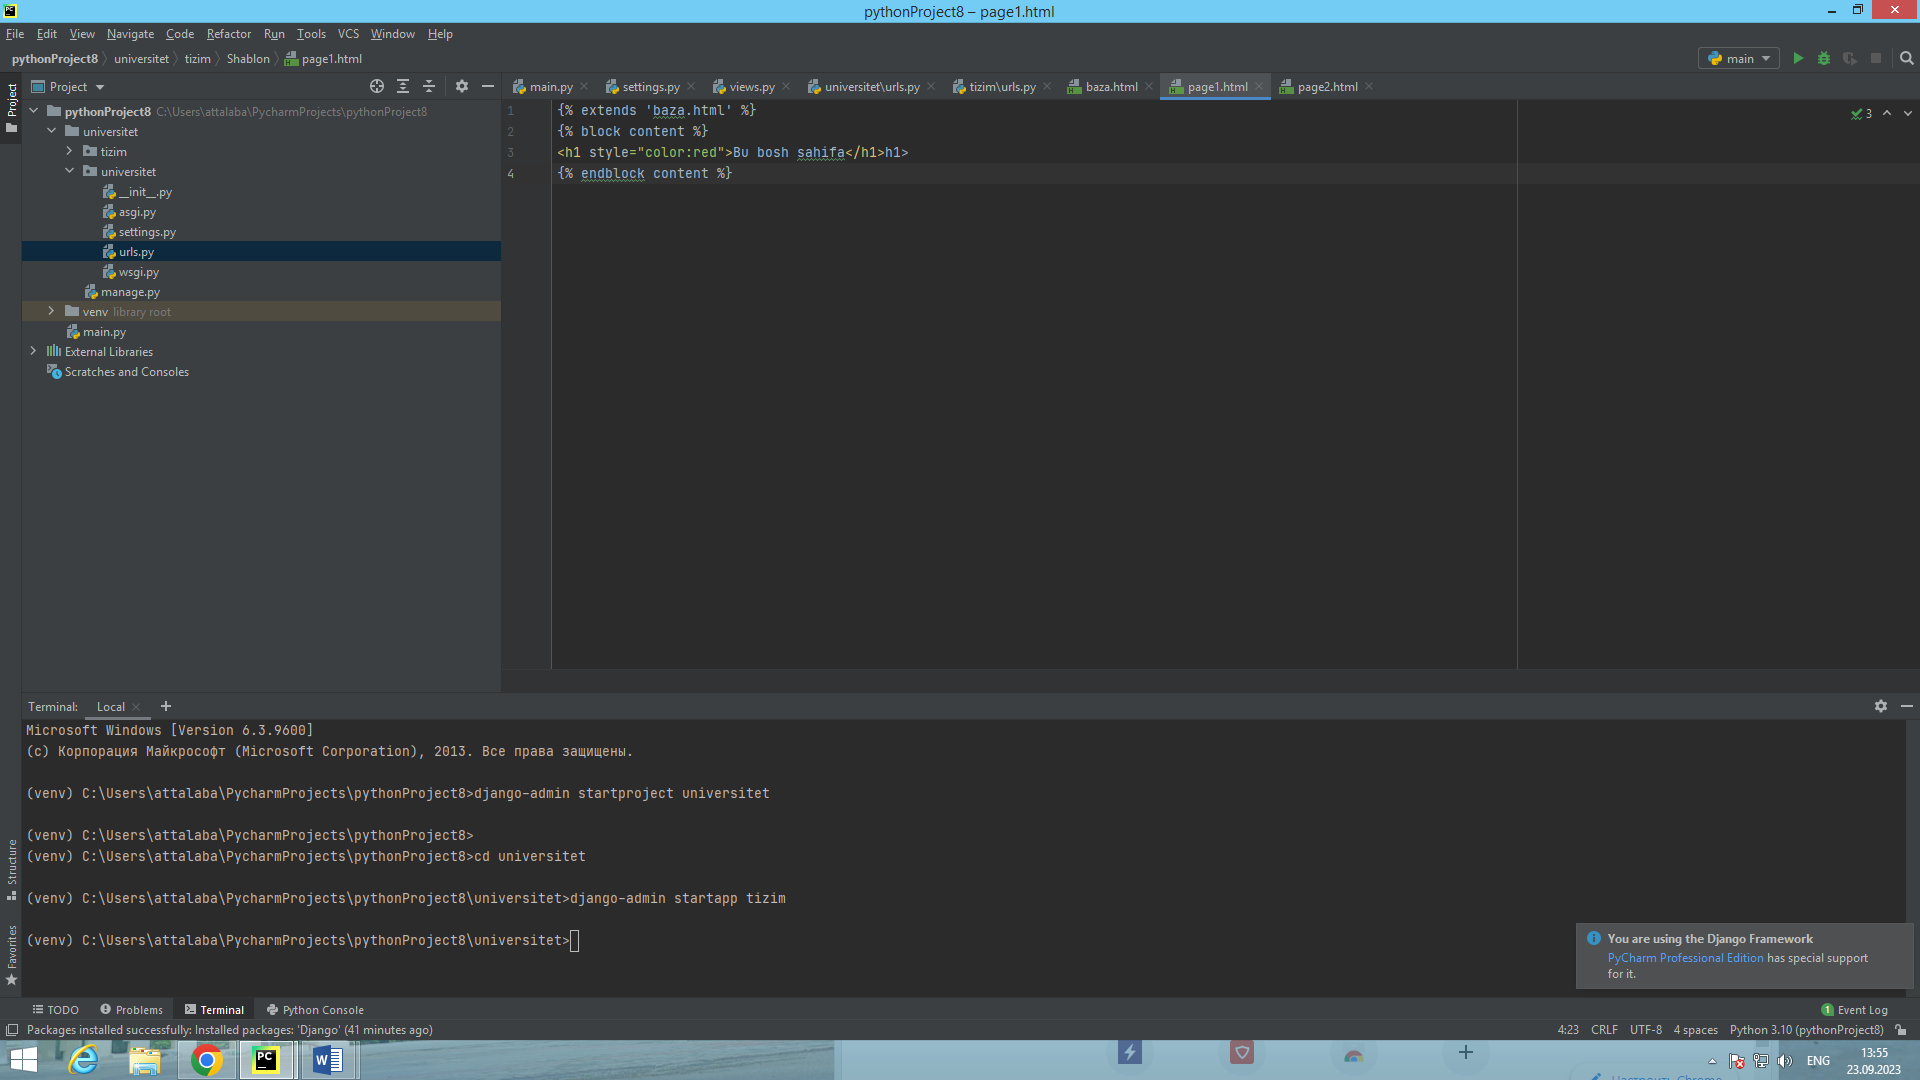 pythonProject8 – page1.html
File Edit View Navigate Code Refactor Run Tools VCS Window Help
pythonProject8 universitet tizim Shablon page1.html
main
Project
main.py settings.py views.py universitet\urls.py tizim\urls.py baza.html page1.html page2.html
Project
pythonProject8 C:\Users\attalaba\PycharmProjects\pythonProject8
universitet
tizim
universitet
__init__.py
asgi.py
settings.py
urls.py
wsgi.py
manage.py
venv library root
main.py
External Libraries
Scratches and Consoles
1 {% extends 'baza.html' %}
2 {% block content %}
3 <h1 style="color:red">Bu bosh sahifa</h1>h1>
4 {% endblock content %}
3
Terminal: Local
Microsoft Windows [Version 6.3.9600]
(c) Корпорация Майкрософт (Microsoft Corporation), 2013. Все права защищены.
(venv) C:\Users\attalaba\PycharmProjects\pythonProject8>django-admin startproject universitet
(venv) C:\Users\attalaba\PycharmProjects\pythonProject8>
(venv) C:\Users\attalaba\PycharmProjects\pythonProject8>cd universitet
(venv) C:\Users\attalaba\PycharmProjects\pythonProject8\universitet>django-admin startapp tizim
(venv) C:\Users\attalaba\PycharmProjects\pythonProject8\universitet>
Structure
Favorites
You are using the Django Framework
PyCharm Professional Edition has special support
for it.
TODO Problems Terminal Python Console
1 Event Log
Packages installed successfully: Installed packages: 'Django' (41 minutes ago)
4:23 CRLF UTF-8 4 spaces Python 3.10 (pythonProject8)
PC
W
ENG
13:55
23.09.2023
Настроить Chrome